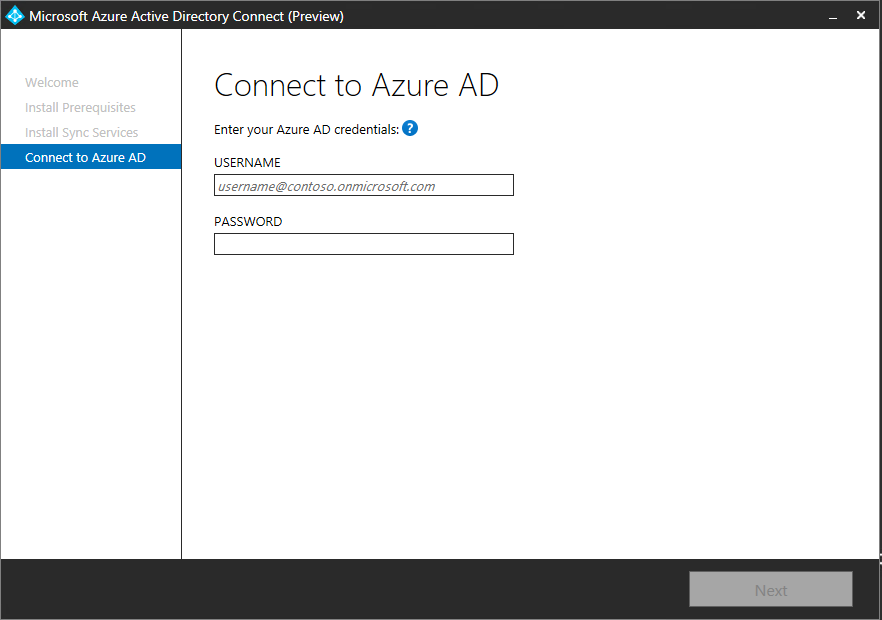 Microsoft Azure Active Directory Connect (Preview)
Welcome
Install Prerequisites
Install Sync Services
Connect to Azure AD
Connect to Azure AD
Enter your Azure AD credentials: ?
USERNAME
username@contoso.onmicrosoft.com
PASSWORD
Next